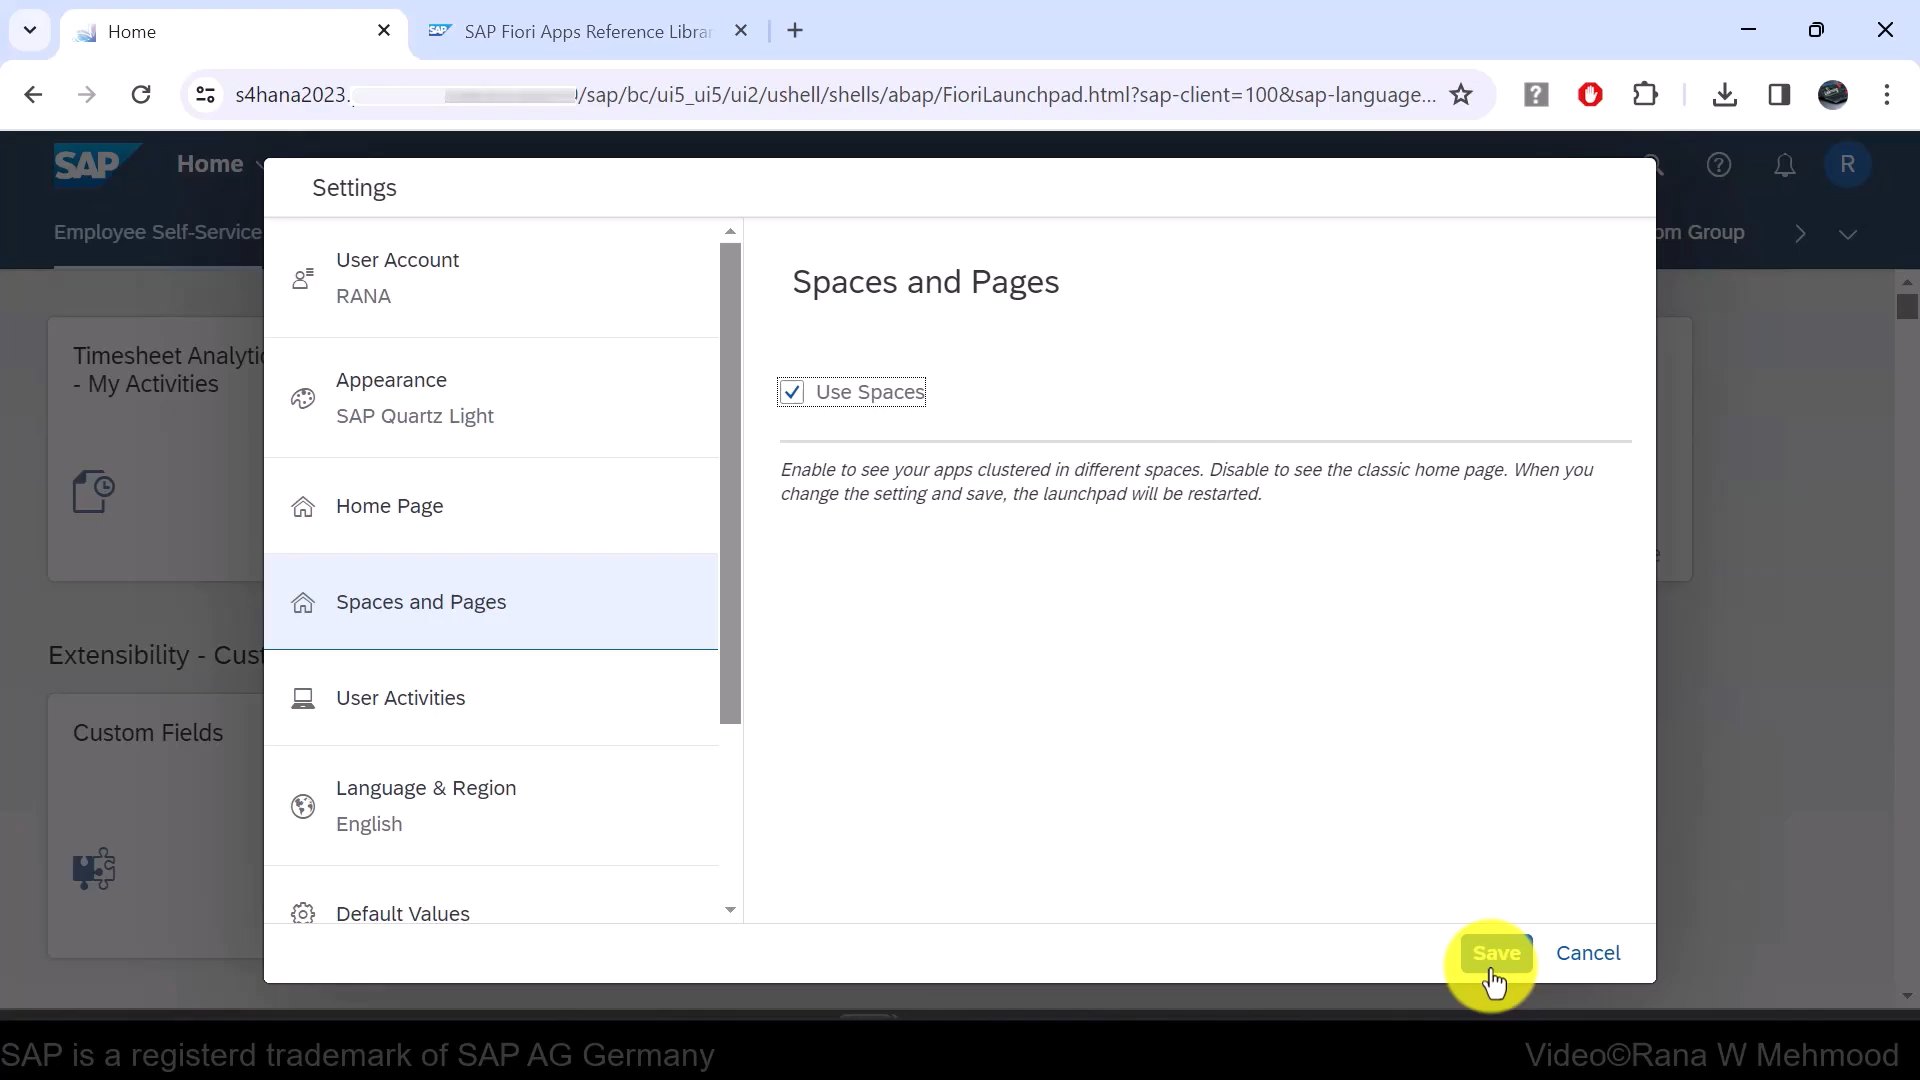 Home
SAP SAP Fiori Apps Reference Librar
s4hana2023. /sap/bc/ui5_ui5/ui2/ushell/shells/abap/FioriLaunchpad.html?sap-client=100&sap-language...
SAP Home
R
Employee Self-Service
om Group
Settings
User Account
RANA
Appearance
SAP Quartz Light
Home Page
Spaces and Pages
User Activities
Language & Region
English
Default Values
Spaces and Pages
Use Spaces
Enable to see your apps clustered in different spaces. Disable to see the classic home page. When you
change the setting and save, the launchpad will be restarted.
Save Cancel
Timesheet Analytic
- My Activities
Extensibility - Cust
Custom Fields
SAP is a registerd trademark of SAP AG Germany
Video©Rana W Mehmood